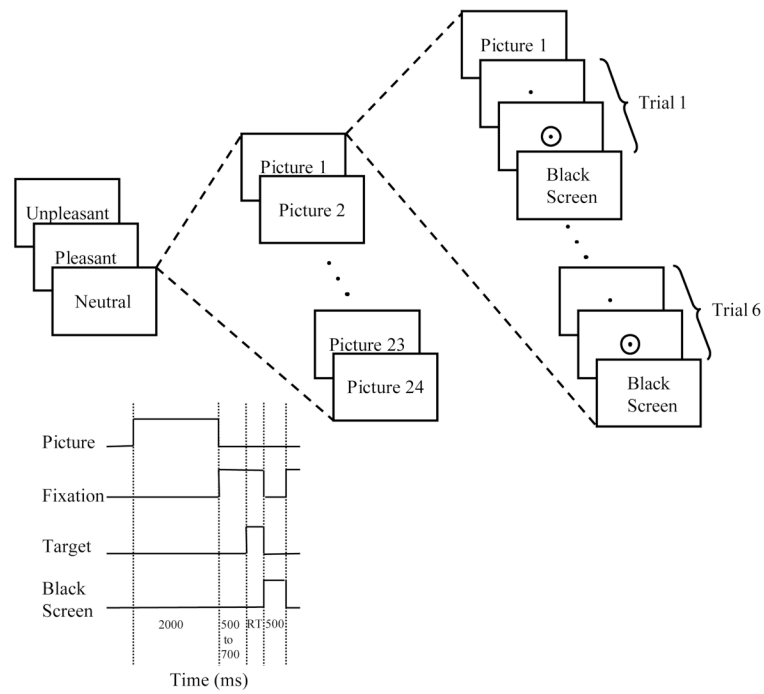 Picture 1
Trial 1
Black
Screen
Picture 1
Picture 2
Unpleasant
Pleasant
Neutral
Trial 6
Black
Screen
Picture 23
Picture 24
Picture
Fixation
Target
Black
Screen
2000
500
to
700
RT
500
Time (ms)